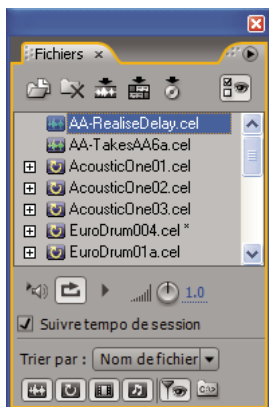 Fichiers ×
AA-RealiseDelay.cel
AA-TakesAA6a.cel
AcousticOne01.cel
AcousticOne02.cel
AcousticOne03.cel
EuroDrum004.cel *
EuroDrum01a.cel
1.0
Suivre tempo de session
Trier par : Nom de fichier
C:\>